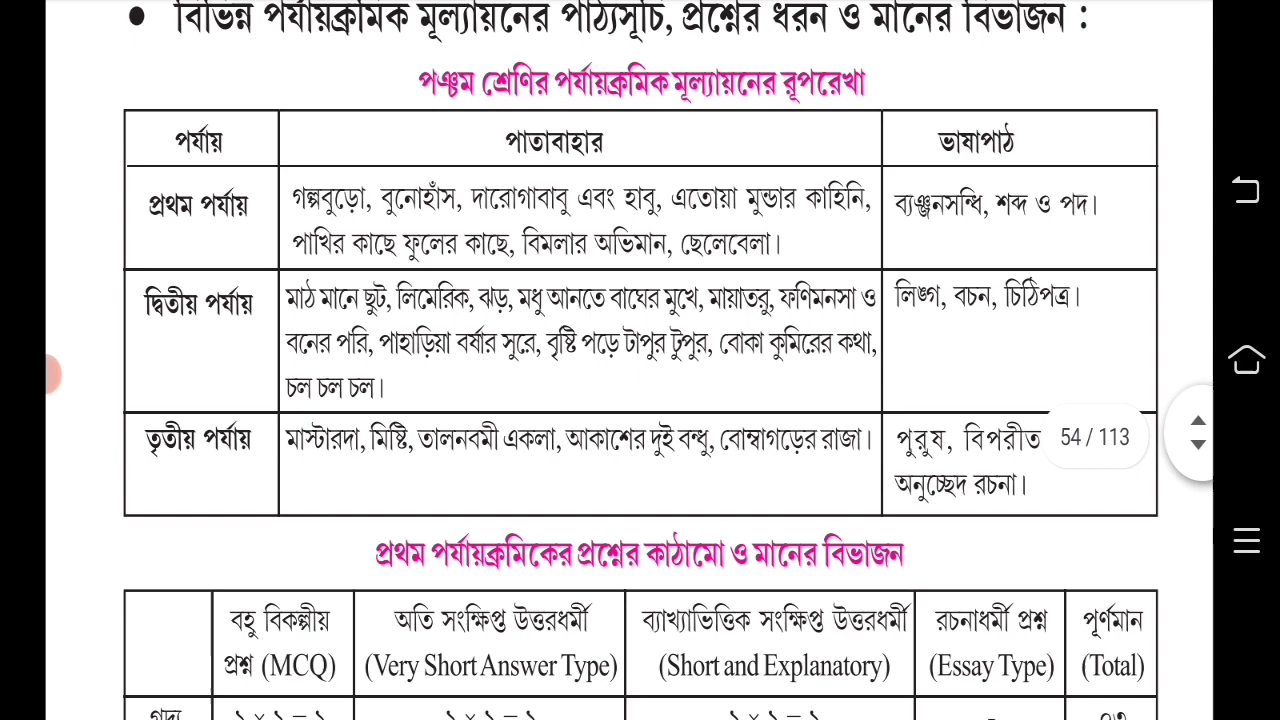 • বিভিন্ন পর্যায়ক্রমিক মূল্যায়নের পাঠ্যসূচি, প্রশ্নের ধরন ও মানের বিভাজন :
পঞ্চম শ্রেণির পর্যায়ক্রমিক মূল্যায়নের রূপরেখা
পর্যায় পাতাবাহার ভাষাপাঠ
প্রথম পর্যায় গল্পবুড়ো, বুনোহাঁস, দারোগাবাবু এবং হাবু, এতোয়া মুন্ডার কাহিনি, ব্যঞ্জনসন্ধি, শব্দ ও পদ।
পাখির কাছে ফুলের কাছে, বিমলার অভিমান, ছেলেবেলা।
দ্বিতীয় পর্যায় মাঠ মানে ছুট, লিমেরিক, ঝড়, মধু আনতে বাঘের মুখে, মায়াতরু, ফণিমনসা ও লিঙ্গ, বচন, চিঠিপত্র।
বনের পরি, পাহাড়িয়া বর্ষার সুরে, বৃষ্টি পড়ে টাপুর টুপুর, বোকা কুমিরের কথা,
চল চল চল।
তৃতীয় পর্যায় মাস্টারদা, মিষ্টি, তালনবমী একলা, আকাশের দুই বন্ধু, বোম্বাগড়ের রাজা। পুরুষ, বিপরীত
54 / 113
অনুচ্ছেদ রচনা।
প্রথম পর্যায়ক্রমিকের প্রশ্নের কাঠামো ও মানের বিভাজন
বহু বিকল্পীয় অতি সংক্ষিপ্ত উত্তরধর্মী ব্যাখ্যাভিত্তিক সংক্ষিপ্ত উত্তরধর্মী রচনাধর্মী প্রশ্ন পূর্ণমান
প্রশ্ন (MCQ) (Very Short Answer Type) (Short and Explanatory) (Essay Type) (Total)
গদ্য